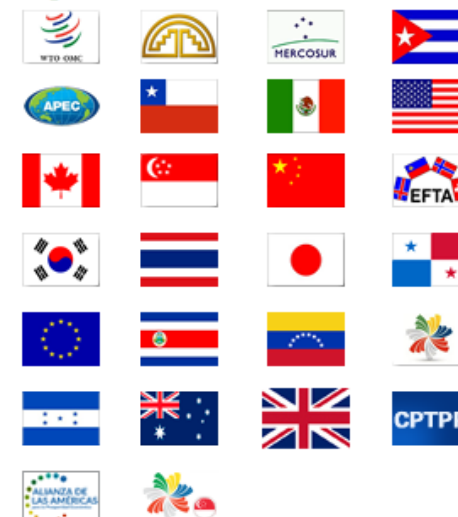 WTO OMC
MERCOSUR
APEC
EFTA
CPTPP
ALIANZA DE
LAS AMÉRICAS